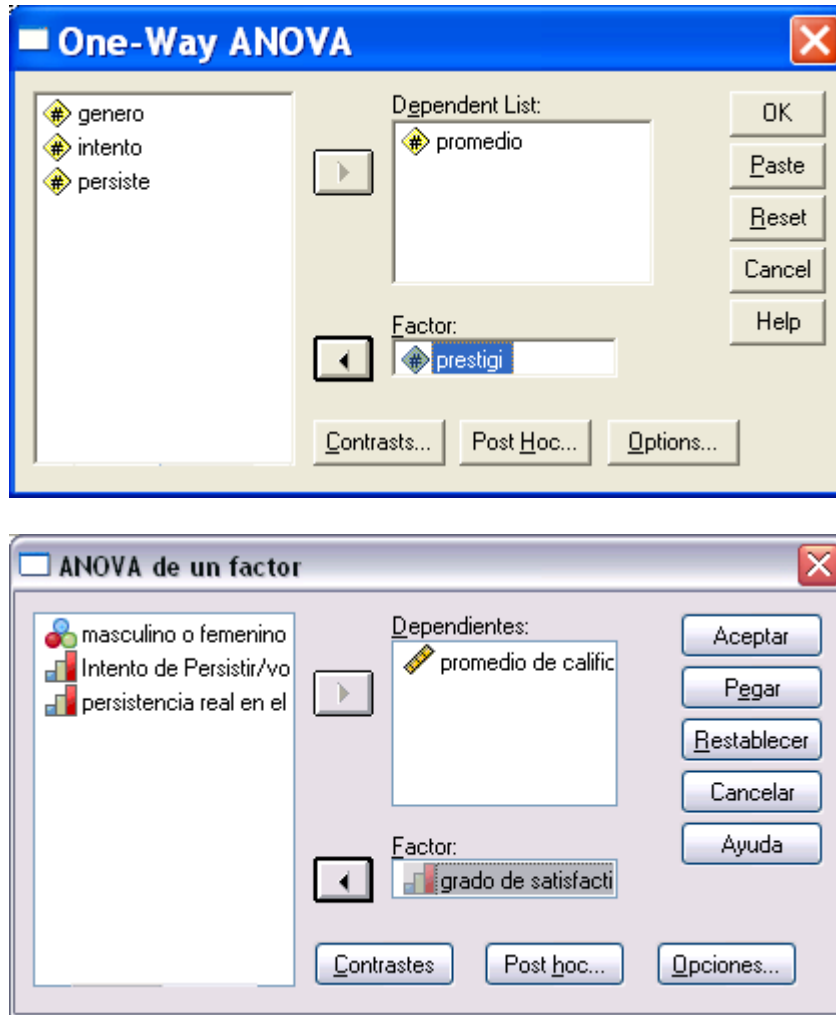 One-Way ANOVA
genero
intento
persiste
Dependent List:
promedio
Factor:
prestigi
OK
Paste
Reset
Cancel
Help
Contrasts... Post Hoc... Options...
ANOVA de un factor
masculino o femenino
Intento de Persistir/vo
persistencia real en el
Dependientes:
promedio de calific
Factor:
grado de satisfacti
Aceptar
Pegar
Restablecer
Cancelar
Ayuda
Contrastes Post hoc... Opciones...